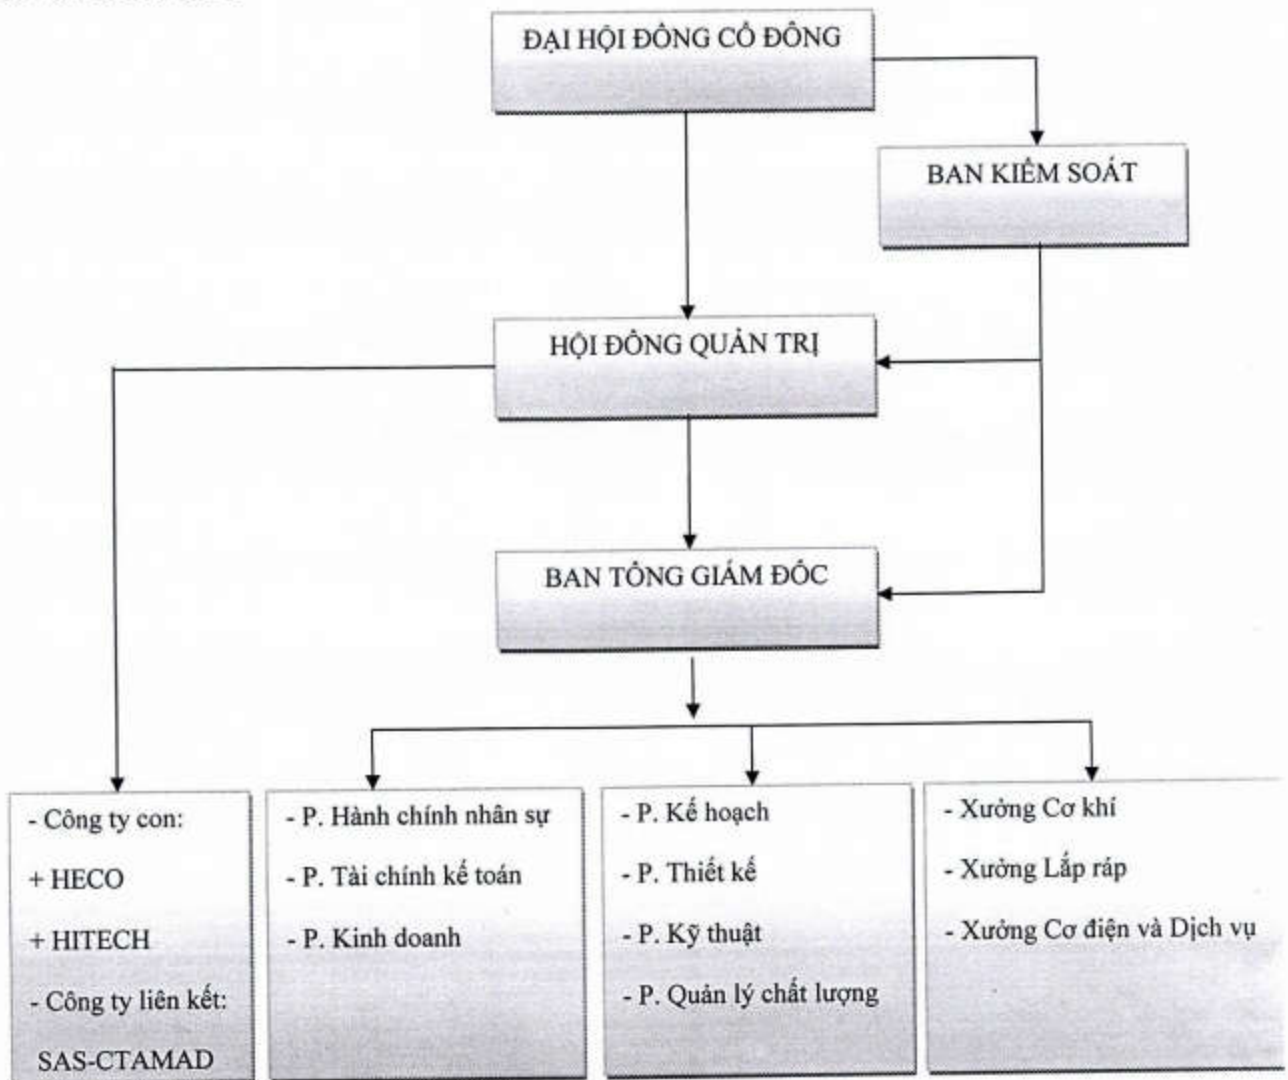 ĐẠI HỘI ĐỒNG CỔ ĐÔNG
BAN KIỂM SOÁT
HỘI ĐỒNG QUẢN TRỊ
BAN TỔNG GIÁM ĐỐC
- Công ty con:
+ HECO
+ HITECH
- Công ty liên kết:
SAS-CTAMAD
- P. Hành chính nhân sự
- P. Tài chính kế toán
- P. Kinh doanh
- P. Kế hoạch
- P. Thiết kế
- P. Kỹ thuật
- P. Quản lý chất lượng
- Xưởng Cơ khí
- Xưởng Lắp ráp
- Xưởng Cơ điện và Dịch vụ